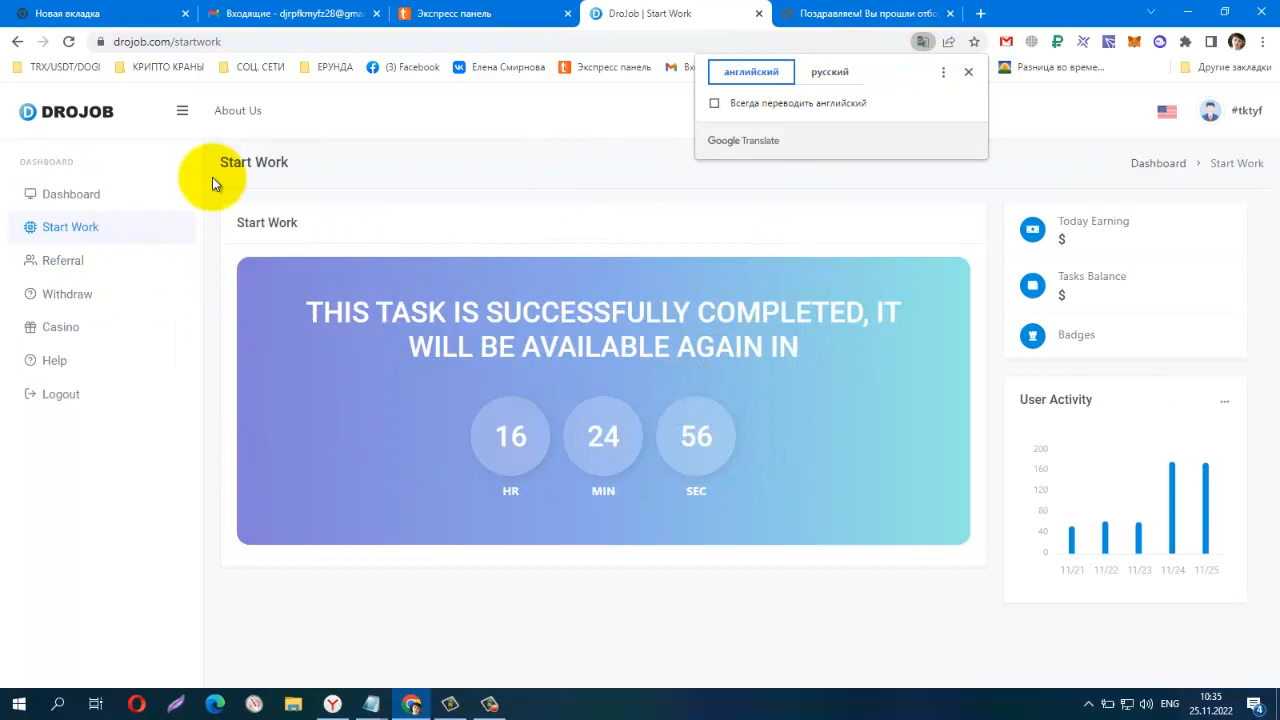 Новая вкладка
Входящие - djrpfkmyfz28@gma
Экспресс панель
DroJob | Start Work
Поздравляем! Вы прошли отбо
drojob.com/startwork
TRX/USDT/DOGI
КРИПТО КРАНЫ
СОЦ. СЕТИ
ЕРУНДА
(3) Facebook
Елена Смирнова
Экспресс панель
Разница во време...
Другие закладки
английский
русский
Всегда переводить английский
Google Translate
DROJOB
About Us
#tktyf
DASHBOARD
Dashboard
Start Work
Referral
Withdraw
Casino
Help
Logout
Start Work
Dashboard > Start Work
Start Work
THIS TASK IS SUCCESSFULLY COMPLETED, IT
WILL BE AVAILABLE AGAIN IN
16 24 56
HR MIN SEC
Today Earning
$
Tasks Balance
$
Badges
User Activity
...
200
160
120
80
40
0
11/21 11/22 11/23 11/24 11/25
ENG
10:35
25.11.2022
4